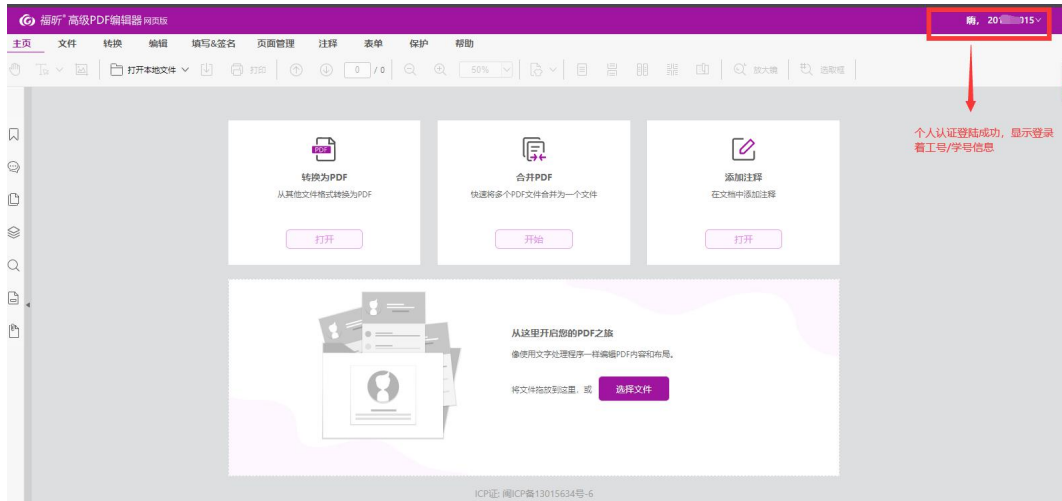 福昕 高级PDF编辑器 网页版
嗨，201 015
主页 文件 转换 编辑 填写&签名 页面管理 注释 表单 保护 帮助
打开本地文件 打印 0 / 0 50% 放大镜 选取框
个人认证登陆成功，显示登录
着工号/学号信息
转换为PDF 合并PDF 添加注释
从其他文件格式转换为PDF 快速将多个PDF文件合并为一个文件 在文档中添加注释
打开 开始 打开
从这里开启您的PDF之旅
像使用文字处理程序一样编辑PDF内容和布局。
将文件拖放到这里，或 选择文件
ICP证: 闽ICP备13015634号-6